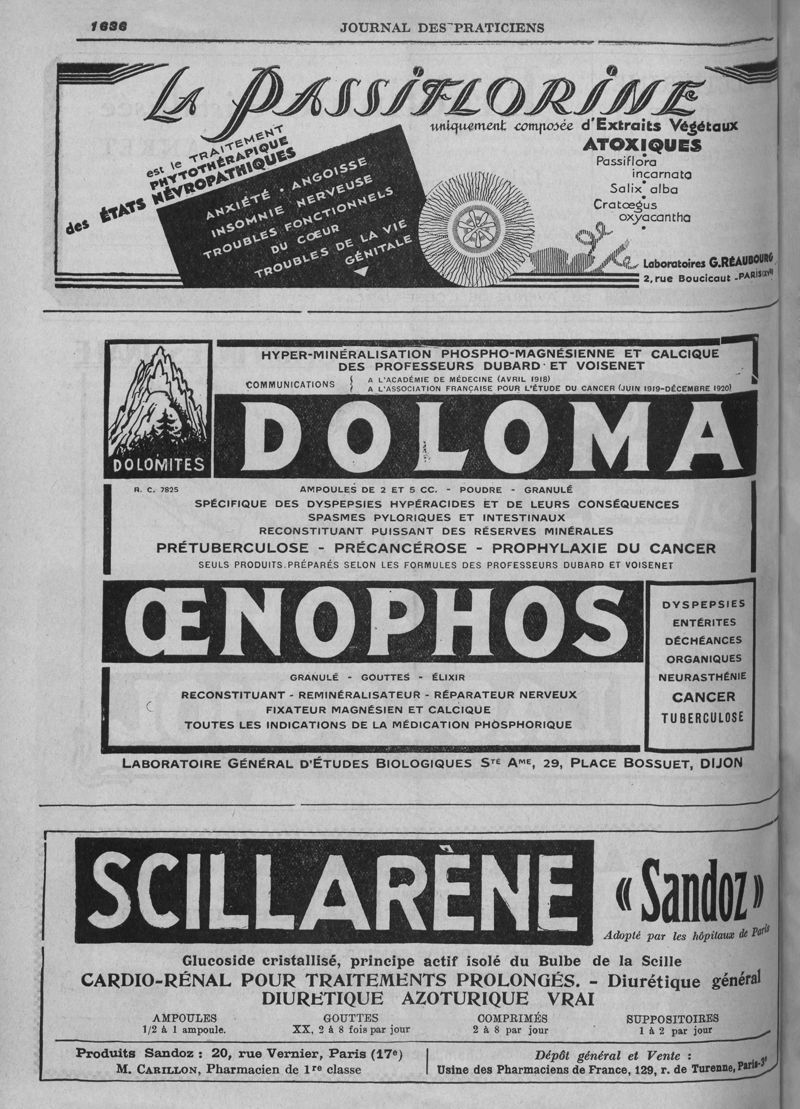 1636
JOURNAL DES PRATICIENS
LA PASSIFLORINE
uniquement composée d'Extraits Végétaux
ATOXIQUES
Passiflora
incarnata
Salix alba
Cratœgus
oxyacantha
est le TRAITEMENT
PHYTOTHÉRAPIQUE
des ÉTATS NÉVROPATHIQUES
ANXIÉTÉ - ANGOISSE
INSOMNIE NERVEUSE
TROUBLES FONCTIONNELS
DU CŒUR
TROUBLES DE LA VIE
GÉNITALE
Laboratoires G.RÉAUBOURG
2, rue Boucicaut - PARIS (XV)
HYPER-MINÉRALISATION PHOSPHO-MAGNÉSIENNE ET CALCIQUE
DES PROFESSEURS DUBARD ET VOISENET
COMMUNICATIONS { A L'ACADÉMIE DE MÉDECINE (AVRIL 1918)
A L'ASSOCIATION FRANÇAISE POUR L'ÉTUDE DU CANCER (JUIN 1919-DÉCEMBRE 1920)
DOLOMITES
DOLOMA
R. C. 7825
AMPOULES DE 2 ET 5 CC. - POUDRE - GRANULÉ
SPÉCIFIQUE DES DYSPEPSIES HYPÉRACIDES ET DE LEURS CONSÉQUENCES
SPASMES PYLORIQUES ET INTESTINAUX
RECONSTITUANT PUISSANT DES RÉSERVES MINÉRALES
PRÉTUBERCULOSE - PRÉCANCÉROSE - PROPHYLAXIE DU CANCER
SEULS PRODUITS PRÉPARÉS SELON LES FORMULES DES PROFESSEURS DUBARD ET VOISENET
ŒNOPHOS
GRANULÉ - GOUTTES - ÉLIXIR
RECONSTITUANT - REMINÉRALISATEUR - RÉPARATEUR NERVEUX
FIXATEUR MAGNÉSIEN ET CALCIQUE
TOUTES LES INDICATIONS DE LA MÉDICATION PHOSPHORIQUE
DYSPEPSIES
ENTÉRITES
DÉCHÉANCES
ORGANIQUES
NEURASTHÉNIE
CANCER
TUBERCULOSE
LABORATOIRE GÉNÉRAL D'ÉTUDES BIOLOGIQUES STÉ AME, 29, PLACE BOSSUET, DIJON
SCILLARÈNE
« Sandoz »
Adopté par les hôpitaux de Paris
Glucoside cristallisé, principe actif isolé du Bulbe de la Scille
CARDIO-RÉNAL POUR TRAITEMENTS PROLONGÉS. - Diurétique général
DIURETIQUE AZOTURIQUE VRAI
AMPOULES
1/2 à 1 ampoule.
GOUTTES
XX, 2 à 8 fois par jour
COMPRIMÉS
2 à 8 par jour
SUPPOSITOIRES
1 à 2 par jour
Produits Sandoz : 20, rue Vernier, Paris (17e)
M. CARILLON, Pharmacien de 1re classe
Dépôt général et Vente :
Usine des Pharmaciens de France, 129, r. de Turenne, Paris-3e